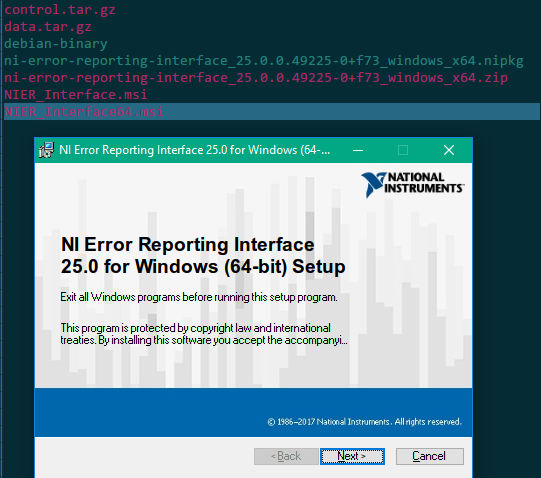 control.tar.gz
data.tar.gz
debian-binary
ni-error-reporting-interface_25.0.0.49225-0+f73_windows_x64.nipkg
ni-error-reporting-interface_25.0.0.49225-0+f73_windows_x64.zip
NIER_Interface.msi
NIER_Interface64.msi
NI Error Reporting Interface 25.0 for Windows (64-...
NATIONAL
INSTRUMENTS
NI Error Reporting Interface
25.0 for Windows (64-bit) Setup
Exit all Windows programs before running this setup program.
This program is protected by copyright law and international
treaties. By installing this software you accept the accompanyi...
© 1986–2017 National Instruments. All rights reserved.
< Back
Next >
Cancel